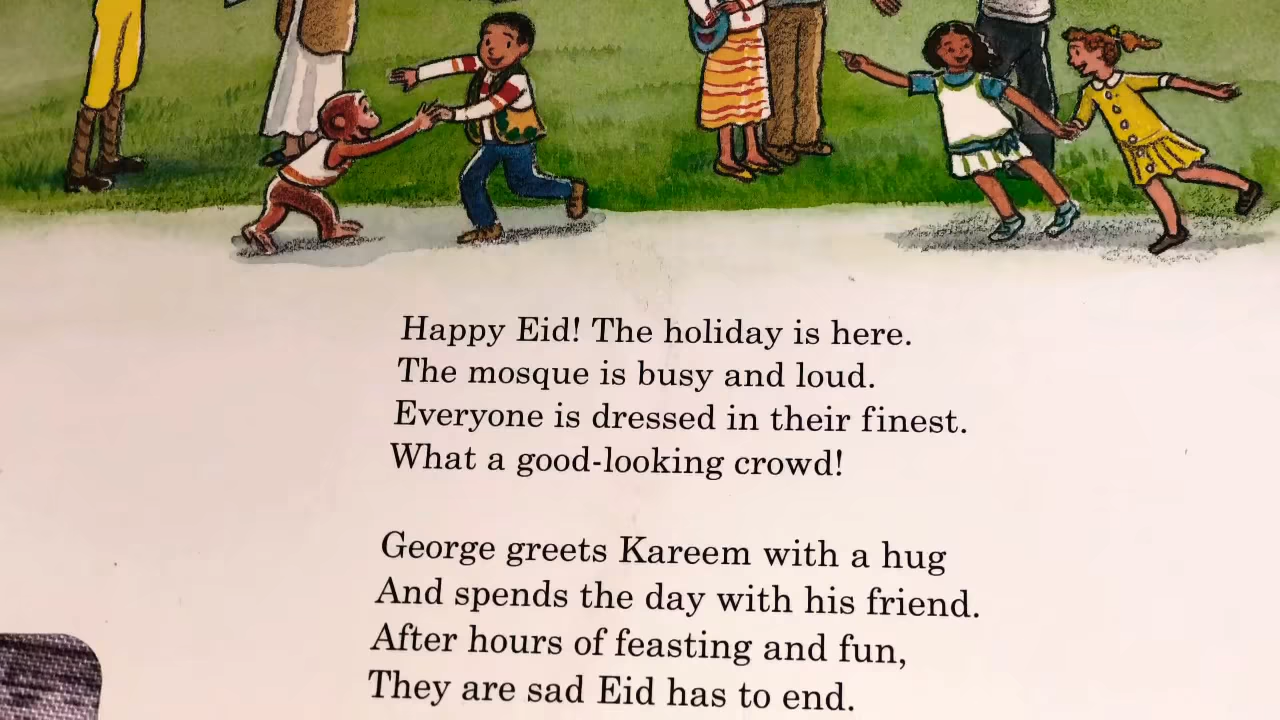 Happy Eid! The holiday is here.
The mosque is busy and loud.
Everyone is dressed in their finest.
What a good-looking crowd!
George greets Kareem with a hug
And spends the day with his friend.
After hours of feasting and fun,
They are sad Eid has to end.